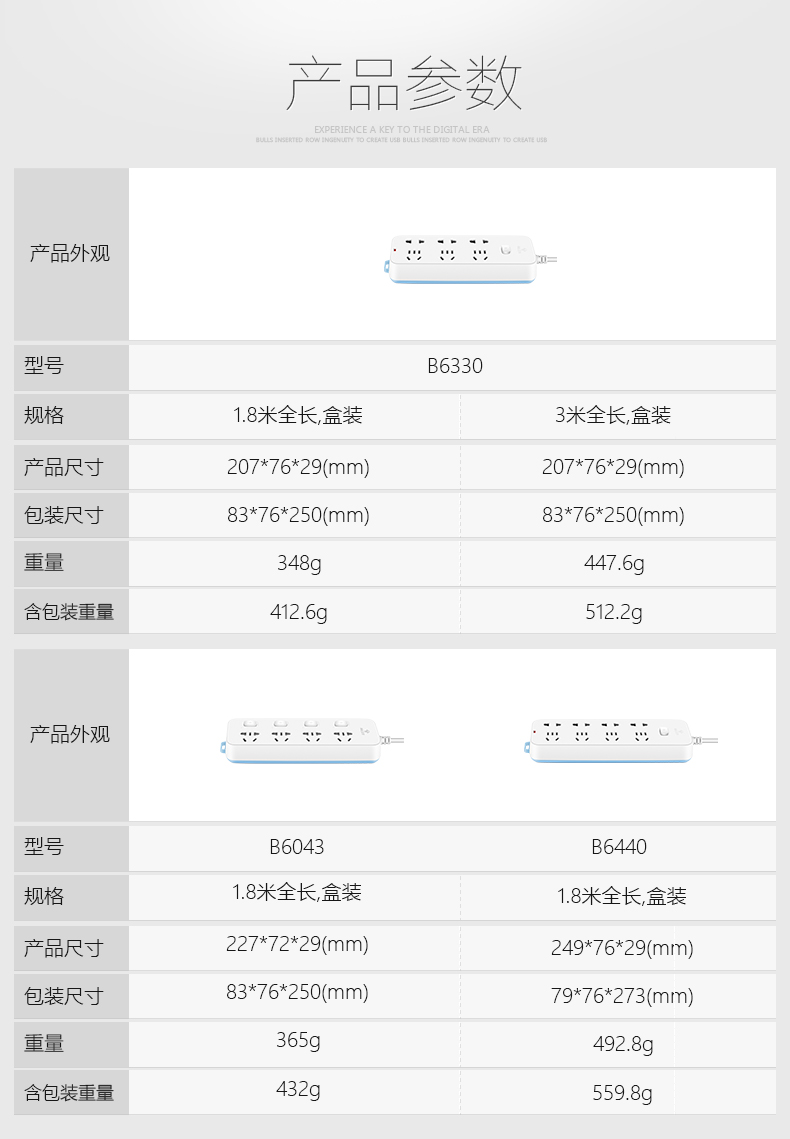 产品参数
EXPERIENCE A KEY TO THE DIGITAL ERA
BULLS INSERTED ROW INGENUITY TO CREATE USB BULLS INSERTED ROW INGENUITY TO CREATE USB
产品外观
型号 B6330
规格 1.8米全长,盒装 3米全长,盒装
产品尺寸 207*76*29(mm) 207*76*29(mm)
包装尺寸 83*76*250(mm) 83*76*250(mm)
重量 348g 447.6g
含包装重量 412.6g 512.2g
产品外观
型号 B6043 B6440
规格 1.8米全长,盒装 1.8米全长,盒装
产品尺寸 227*72*29(mm) 249*76*29(mm)
包装尺寸 83*76*250(mm) 79*76*273(mm)
重量 365g 492.8g
含包装重量 432g 559.8g